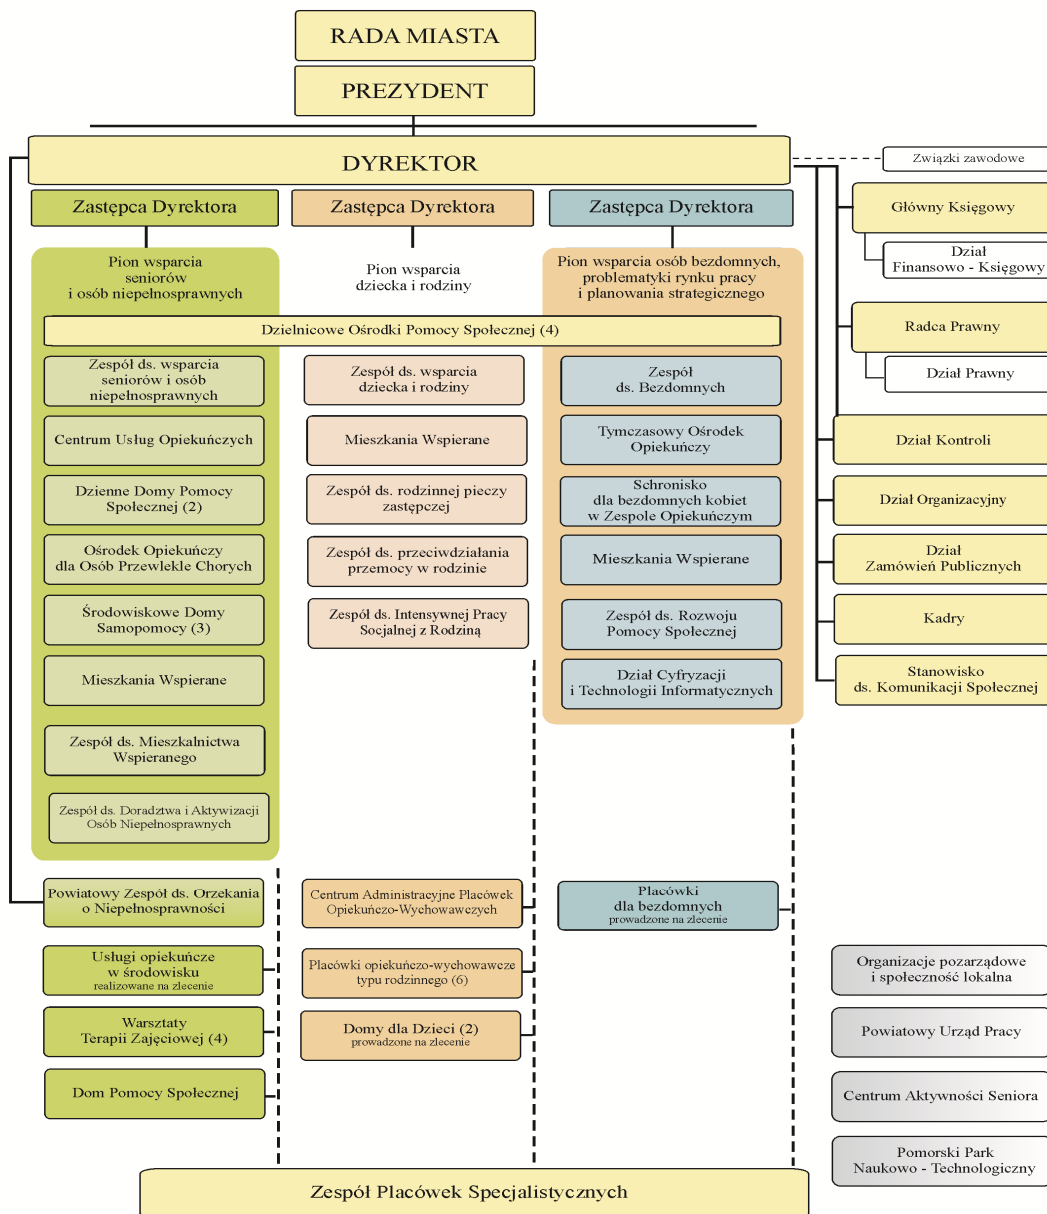 RADA MIASTA
PREZYDENT
DYREKTOR
Związki zawodowe
Zastępca Dyrektora
Zastępca Dyrektora
Zastępca Dyrektora
Główny Księgowy
Dział
Finansowo - Księgowy
Radca Prawny
Dział Prawny
Dział Kontroli
Dział Organizacyjny
Dział
Zamówień Publicznych
Kadry
Stanowisko
ds. Komunikacji Społecznej
Pion wsparcia
seniorów
i osób niepełnosprawnych
Pion wsparcia
dziecka i rodziny
Pion wsparcia osób bezdomnych,
problematyki rynku pracy
i planowania strategicznego
Dzielnicowe Ośrodki Pomocy Społecznej (4)
Zespół ds. wsparcia
seniorów i osób
niepełnosprawnych
Centrum Usług Opiekuńczych
Dzienne Domy Pomocy
Społecznej (2)
Ośrodek Opiekuńczy
dla Osób Przewlekle Chorych
Środowiskowe Domy
Samopomocy (3)
Mieszkania Wspierane
Zespół ds. Mieszkalnictwa
Wspieranego
Zespół ds. Doradztwa i Aktywizacji
Osób Niepełnosprawnych
Zespół ds. wsparcia
dziecka i rodziny
Mieszkania Wspierane
Zespół ds. rodzinnej pieczy
zastępczej
Zespół ds. przeciwdziałania
przemocy w rodzinie
Zespół ds. Intensywnej Pracy
Socjalnej z Rodziną
Zespół
ds. Bezdomnych
Tymczasowy Ośrodek
Opiekuńczy
Schronisko
dla bezdomnych kobiet
w Zespole Opiekuńczym
Mieszkania Wspierane
Zespół ds. Rozwoju
Pomocy Społecznej
Dział Cyfryzacji
i Technologii Informatycznych
Powiatowy Zespół ds. Orzekania
o Niepełnosprawności
Usługi opiekuńcze
w środowisku
realizowane na zlecenie
Warsztaty
Terapii Zajęciowej (4)
Dom Pomocy Społecznej
Centrum Administracyjne Placówek
Opiekuńczo-Wychowawczych
Placówki opiekuńzo-wychowawcze
typu rodzinnego (6)
Domy dla Dzieci (2)
prowadzone na zlecenie
Placówki
dla bezdomnych
prowadzone na zlecenie
Organizacje pozarządowe
i społeczność lokalna
Powiatowy Urząd Pracy
Centrum Aktywności Seniora
Pomorski Park
Naukowo - Technologiczny
Zespół Placówek Specjalistycznych